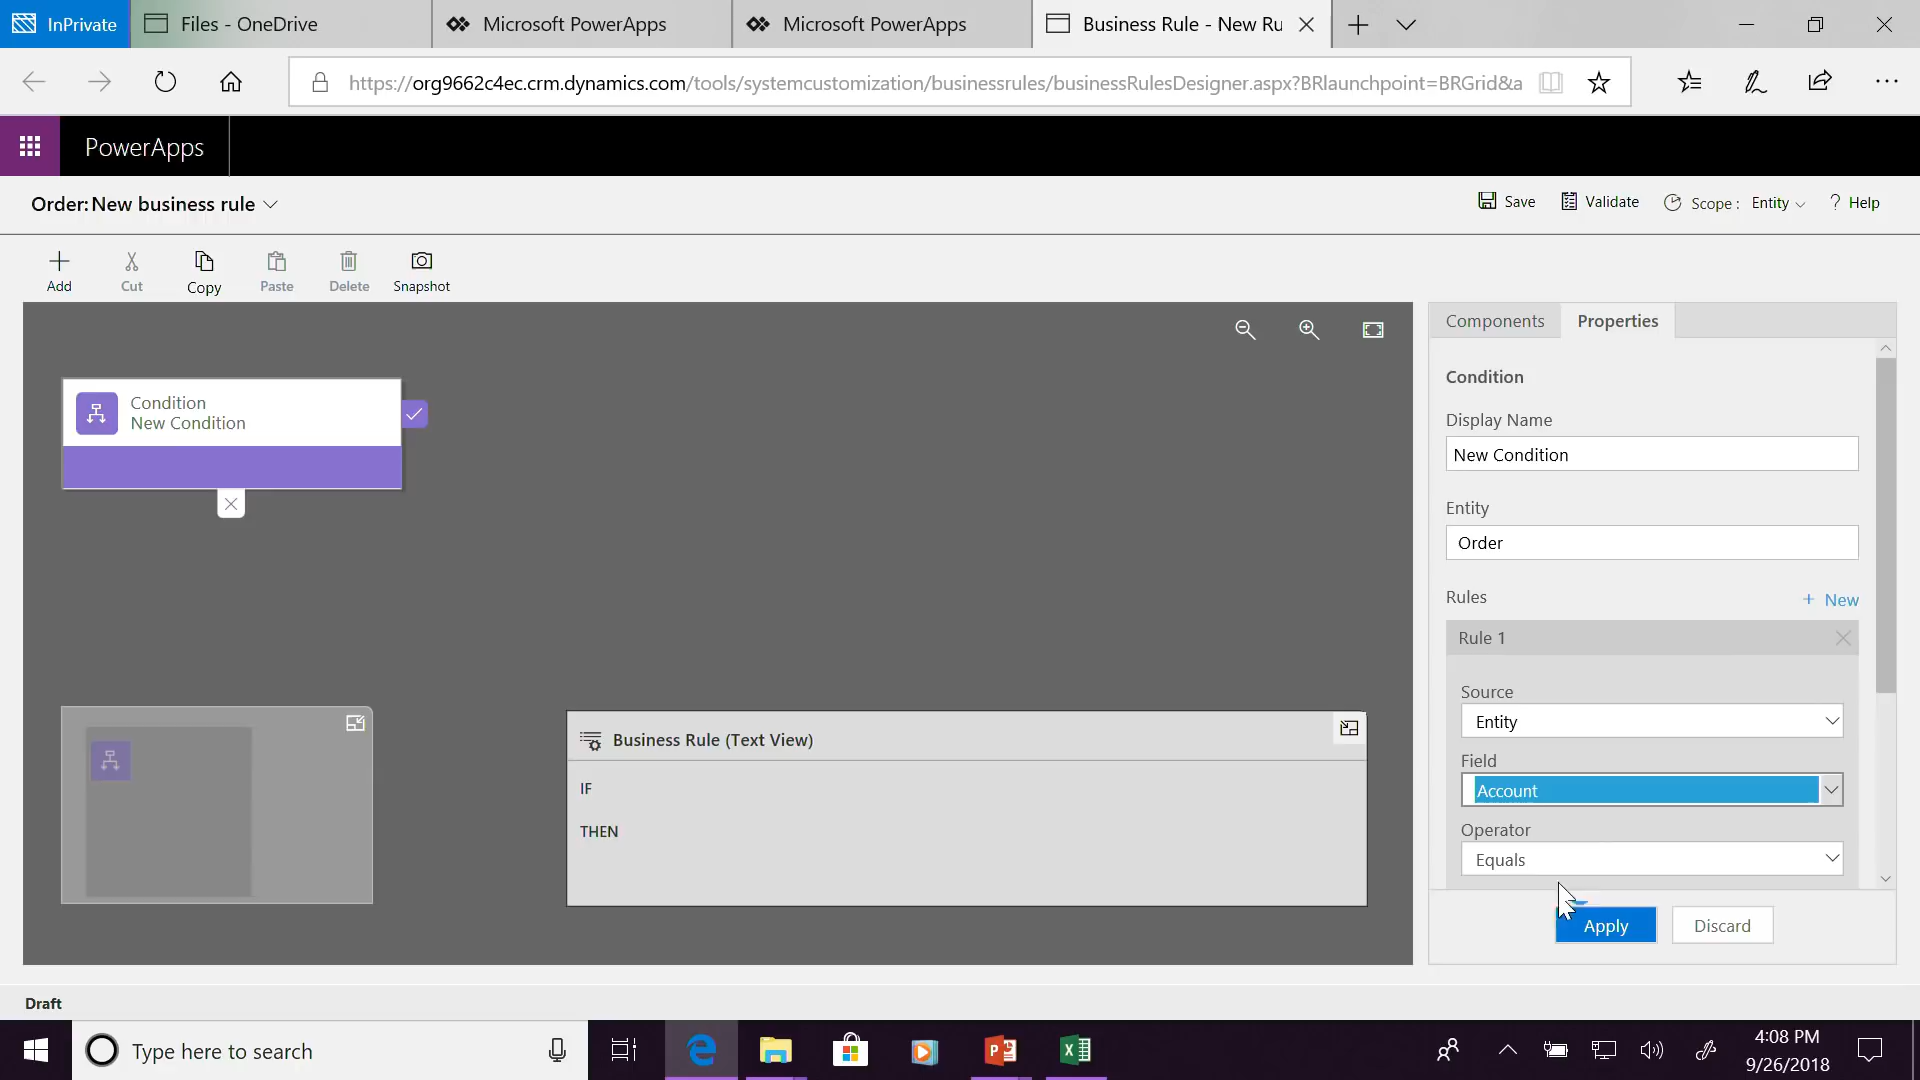 InPrivate
Files - OneDrive
Microsoft PowerApps
Microsoft PowerApps
Business Rule - New Ru
https://org9662c4ec.crm.dynamics.com/tools/systemcustomization/businessrules/businessRulesDesigner.aspx?BRlaunchpoint=BRGrid&a
PowerApps
Order: New business rule
Save
Validate
Scope : Entity
? Help
Add
Cut
Copy
Paste
Delete
Snapshot
Components
Properties
Condition
New Condition
Condition
Display Name
New Condition
Entity
Order
Rules
+ New
Rule 1
Source
Entity
Field
Account
Operator
Equals
Apply
Discard
Business Rule (Text View)
IF
THEN
Draft
Type here to search
4:08 PM
9/26/2018